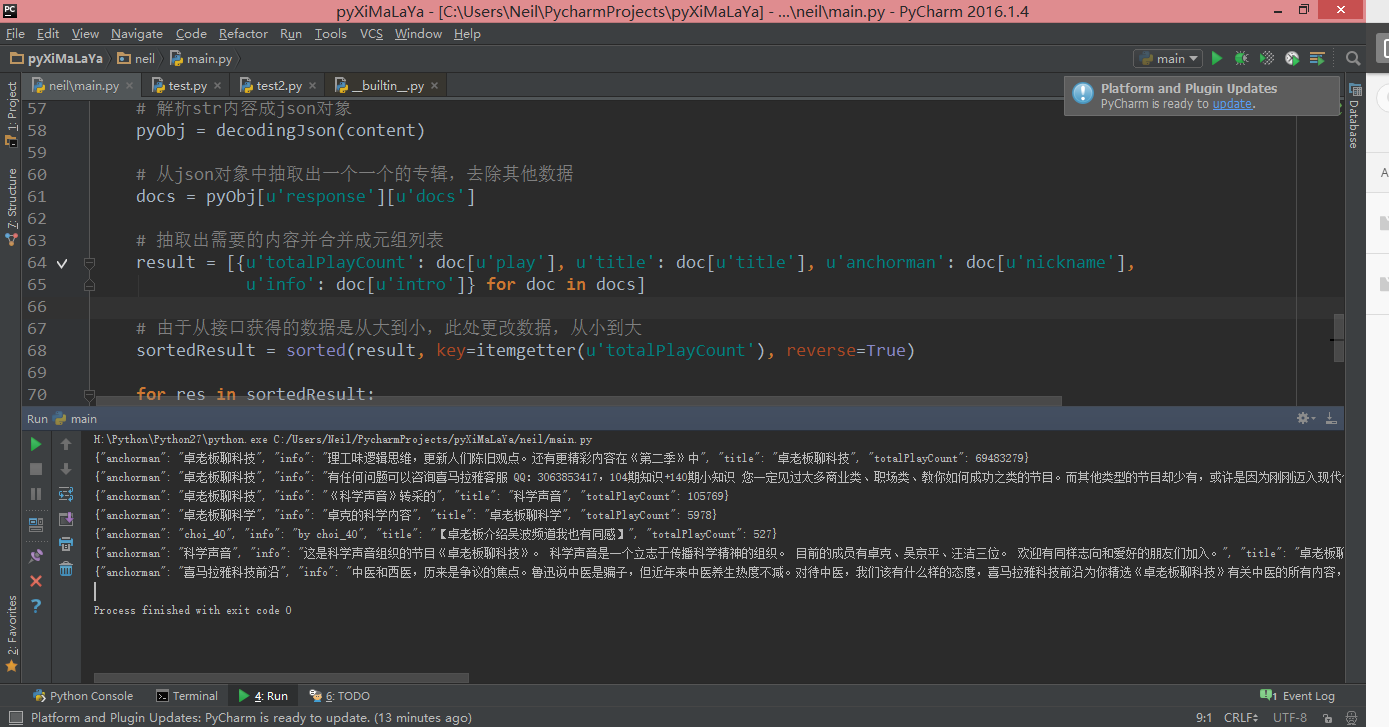 pyXiMaLaYa - [C:\Users\Neil\PycharmProjects\pyXiMaLaYa] - ...\neil\main.py - PyCharm 2016.1.4
File Edit View Navigate Code Refactor Run Tools VCS Window Help
pyXiMaLaYa neil main.py main
neil\main.py test.py test2.py __builtin__.py
Platform and Plugin Updates
PyCharm is ready to update.
1: Project
7: Structure
2: Favorites
Database
57 # 解析str内容成json对象
58 pyObj = decodingJson(content)
59
60 # 从json对象中抽取出一个一个的专辑，去除其他数据
61 docs = pyObj[u'response'][u'docs']
62
63 # 抽取出需要的内容并合并成元组列表
64 result = [{u'totalPlayCount': doc[u'play'], u'title': doc[u'title'], u'anchorman': doc[u'nickname'],
65 u'info': doc[u'intro']} for doc in docs]
66
67 # 由于从接口获得的数据是从大到小，此处更改数据，从小到大
68 sortedResult = sorted(result, key=itemgetter(u'totalPlayCount'), reverse=True)
69
70 for res in sortedResult:
Run main
H:\Python\Python27\python.exe C:/Users/Neil/PycharmProjects/pyXiMaLaYa/neil/main.py
{"anchorman": "卓老板聊科技", "info": "理工味逻辑思维，更新人们陈旧观点。还有更精彩内容在《第二季》中", "title": "卓老板聊科技", "totalPlayCount": 69483279}
{"anchorman": "卓老板聊科技", "info": "有任何问题可以咨询喜马拉雅客服 QQ：3063853417，104期知识+140期小知识 您一定见过太多商业类、职场类、教你如何成功之类的节目。而其他类型的节目却少有，或许是因为刚刚迈入现代
{"anchorman": "卓老板聊科技", "info": "《科学声音》转采的", "title": "科学声音", "totalPlayCount": 105769}
{"anchorman": "卓老板聊科学", "info": "卓克的科学内容", "title": "卓老板聊科学", "totalPlayCount": 5978}
{"anchorman": "choi_40", "info": "by choi_40", "title": "【卓老板介绍吴波频道我也有同感】", "totalPlayCount": 527}
{"anchorman": "科学声音", "info": "这是科学声音组织的节目《卓老板聊科技》。 科学声音是一个立志于传播科学精神的组织。 目前的成员有卓克、吴京平、汪洁三位。 欢迎有同样志向和爱好的朋友们加入。", "title": "卓老板聊
{"anchorman": "喜马拉雅科技前沿", "info": "中医和西医，历来是争议的焦点。鲁迅说中医是骗子，但近年来中医养生热度不减。对待中医，我们该有什么样的态度，喜马拉雅科技前沿为你精选《卓老板聊科技》有关中医的所有内容，
Process finished with exit code 0
Python Console Terminal 4: Run 6: TODO 1 Event Log
Platform and Plugin Updates: PyCharm is ready to update. (13 minutes ago) 9:1 CRLF UTF-8